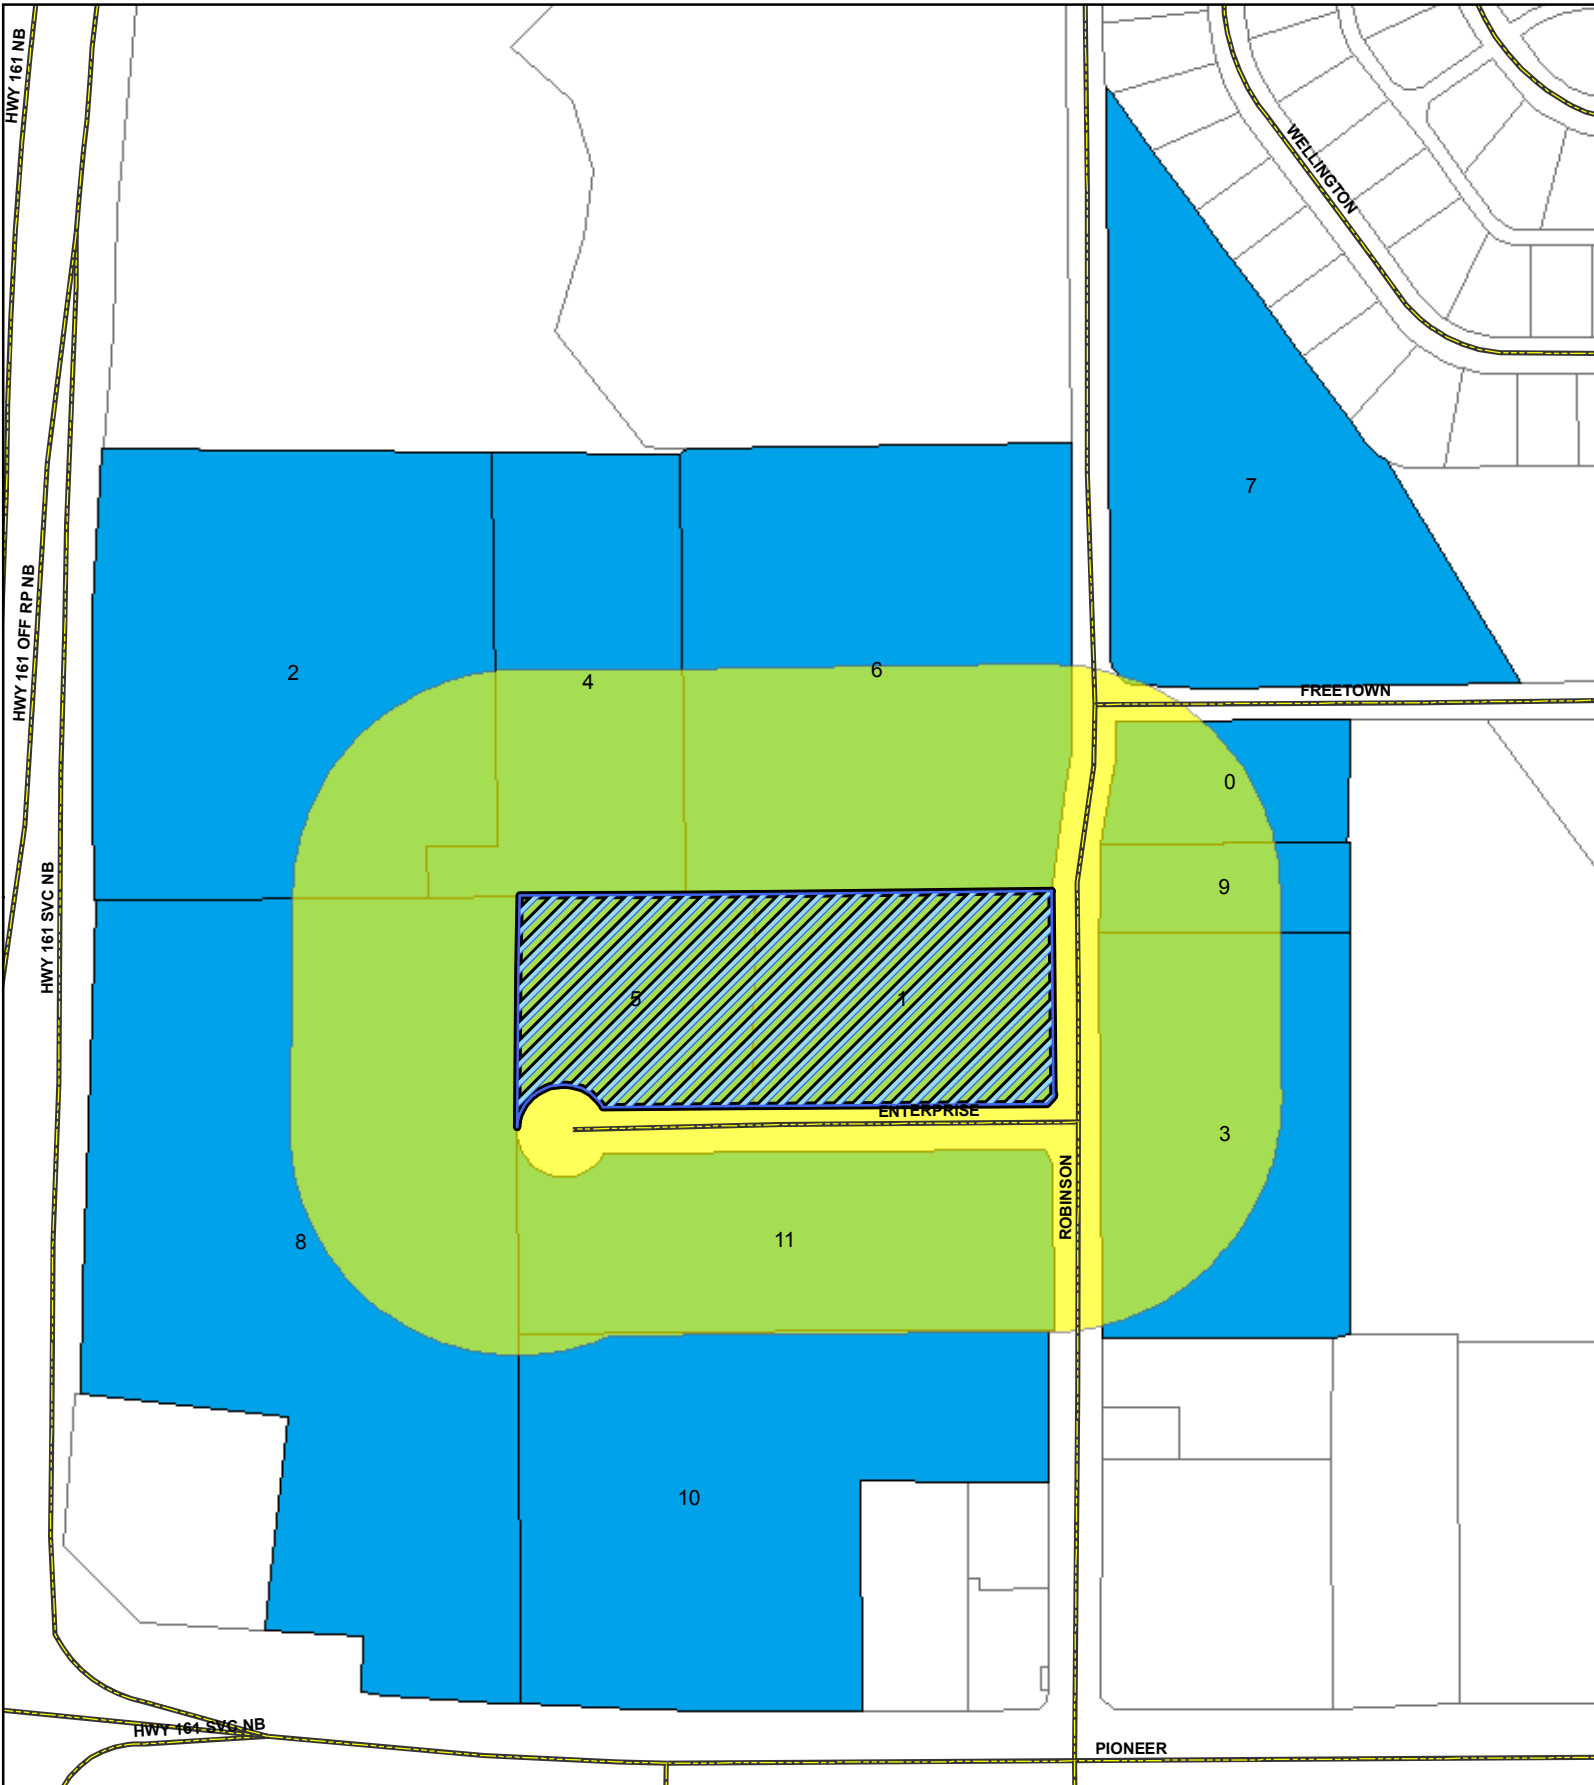 HWY 161 NB
WELLINGTON
7
HWY 161 OFF RP NB
2
4
6
FREETOWN
0
9
HWY 161 SVC NB
5
1
ENTERPRISE
3
ROBINSON
8
11
10
HWY 161 SVC NB
PIONEER